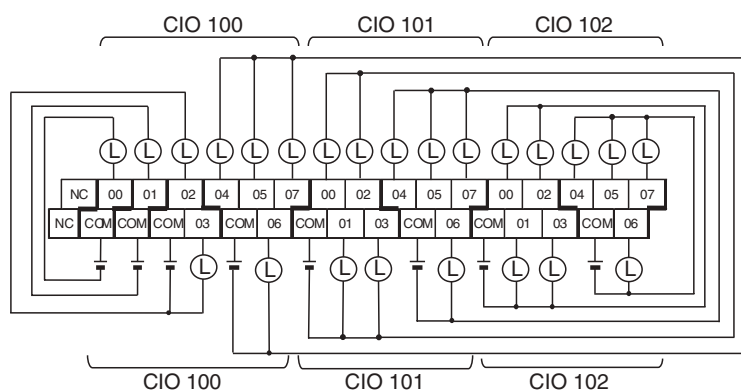 CIO 100 CIO 101 CIO 102
L L L L L L L L L L L L L L L L
NC 00 01 02 04 05 07 00 02 04 05 07 00 02 04 05 07
NC COM COM COM 03 COM 06 COM 01 03 COM 06 COM 01 03 COM 06
L L L L L L L L
CIO 100 CIO 101 CIO 102